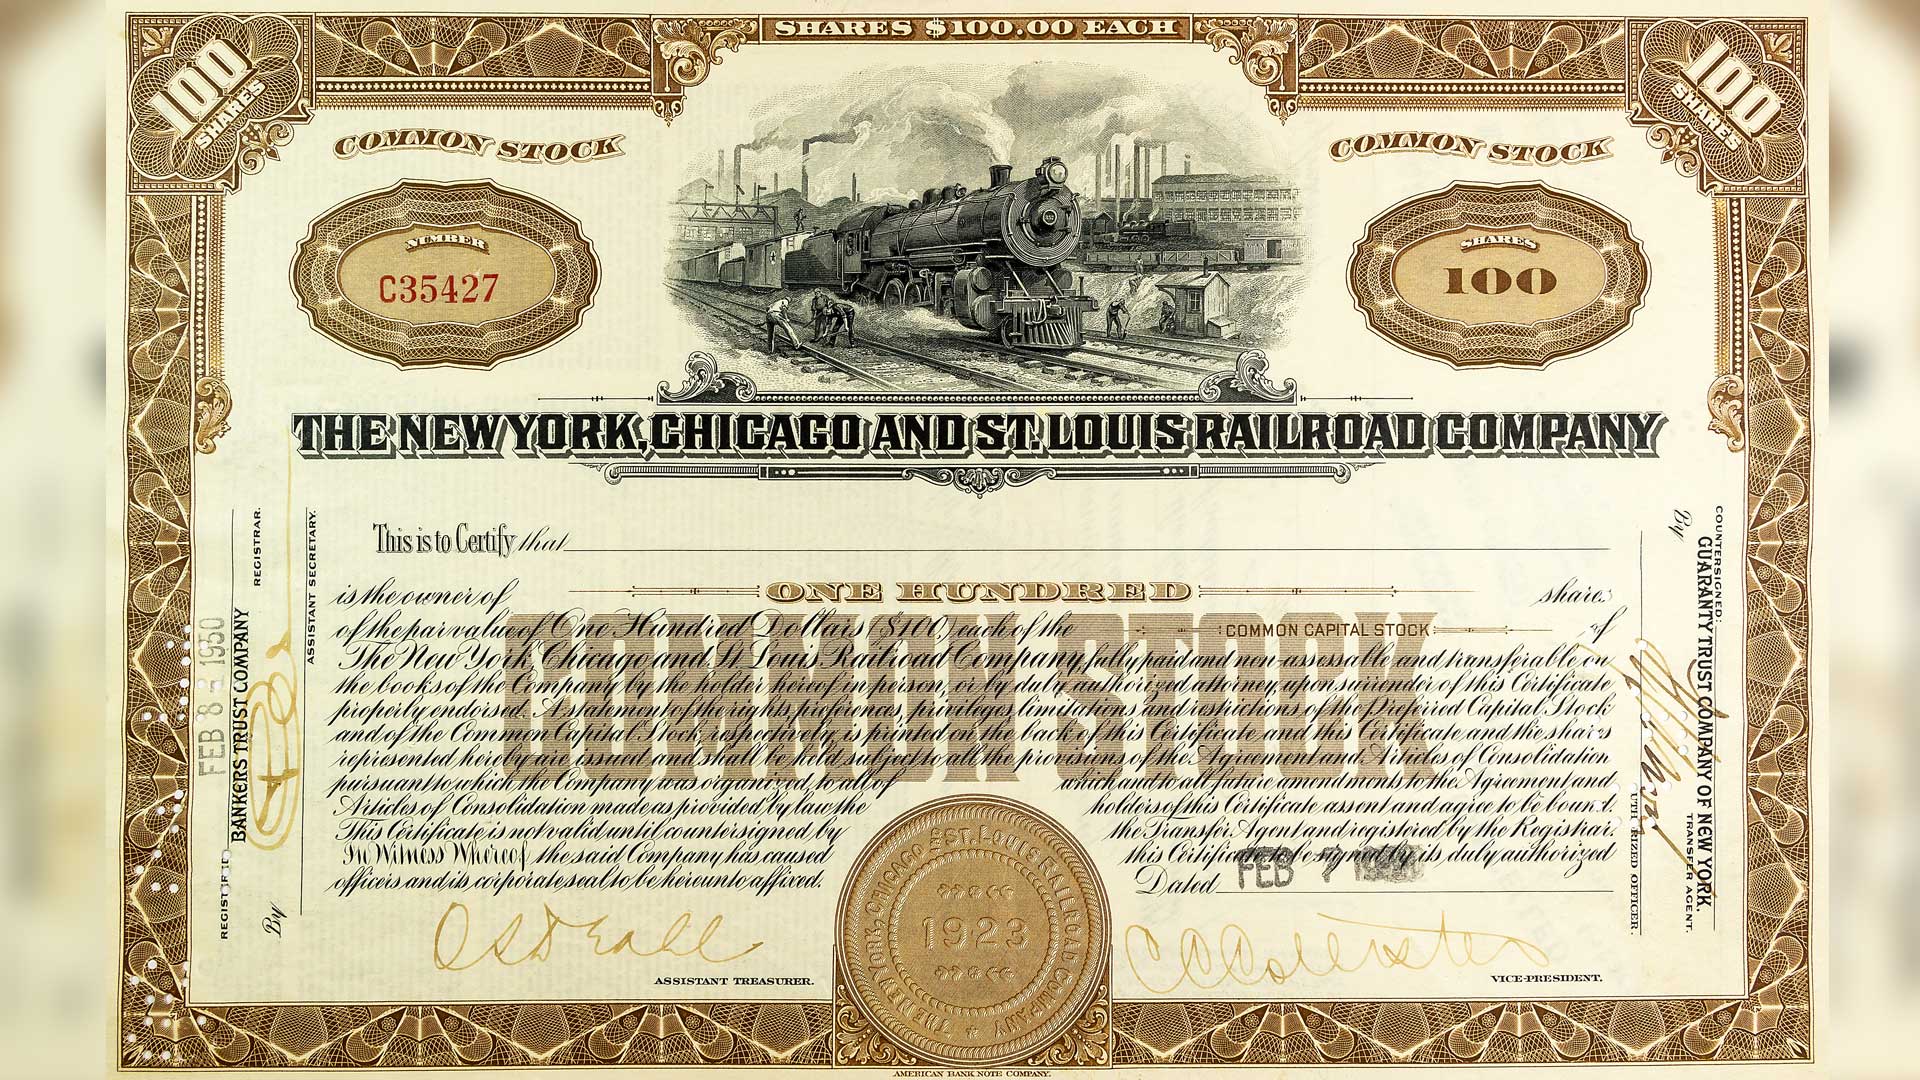 SHARES $100.00 EACH
100 SHARES
100 SHARES
COMMON STOCK
COMMON STOCK
NUMBER
C35427
SHARES
100
THE NEW YORK, CHICAGO AND ST. LOUIS RAILROAD COMPANY
This is to Certify that
is the owner of ONE HUNDRED shares
of the par value of One Hundred Dollars ($100) each of the COMMON CAPITAL STOCK of
The New York, Chicago and St. Louis Railroad Company, fully paid and non-assessable and transferable on
the books of the Company by the holder hereof in person, or by duly authorized attorney, upon surrender of this Certificate
properly endorsed. A statement of the rights, preferences, privileges, limitations and restrictions of the Preferred Capital Stock
and of the Common Capital Stock, respectively, is printed on the back of this Certificate and this Certificate and the shares
represented hereby are issued and shall be held subject to all the provisions of the Agreement and Articles of Consolidation
pursuant to which the Company was organized, to all of which and to all future amendments to the Agreement and
Articles of Consolidation made as provided by law the holders of this Certificate assent and agree to be bound.
This Certificate is not valid until countersigned by the Transfer Agent and registered by the Registrar.
In Witness Whereof, the said Company has caused this Certificate to be signed by its duly authorized
officers and its corporate seal to be hereunto affixed. Dated FEB 7
COMMON STOCK
ASSISTANT TREASURER.
VICE-PRESIDENT.
THE NEW YORK, CHICAGO AND ST. LOUIS RAILROAD COMPANY
1923
FEB 8 - 1950
REGISTERED
BANKERS TRUST COMPANY
REGISTRAR.
By
ASSISTANT SECRETARY.
COUNTERSIGNED:
GUARANTY TRUST COMPANY OF NEW YORK.
TRANSFER AGENT.
By
AUTHORIZED OFFICER.
AMERICAN BANK NOTE COMPANY.